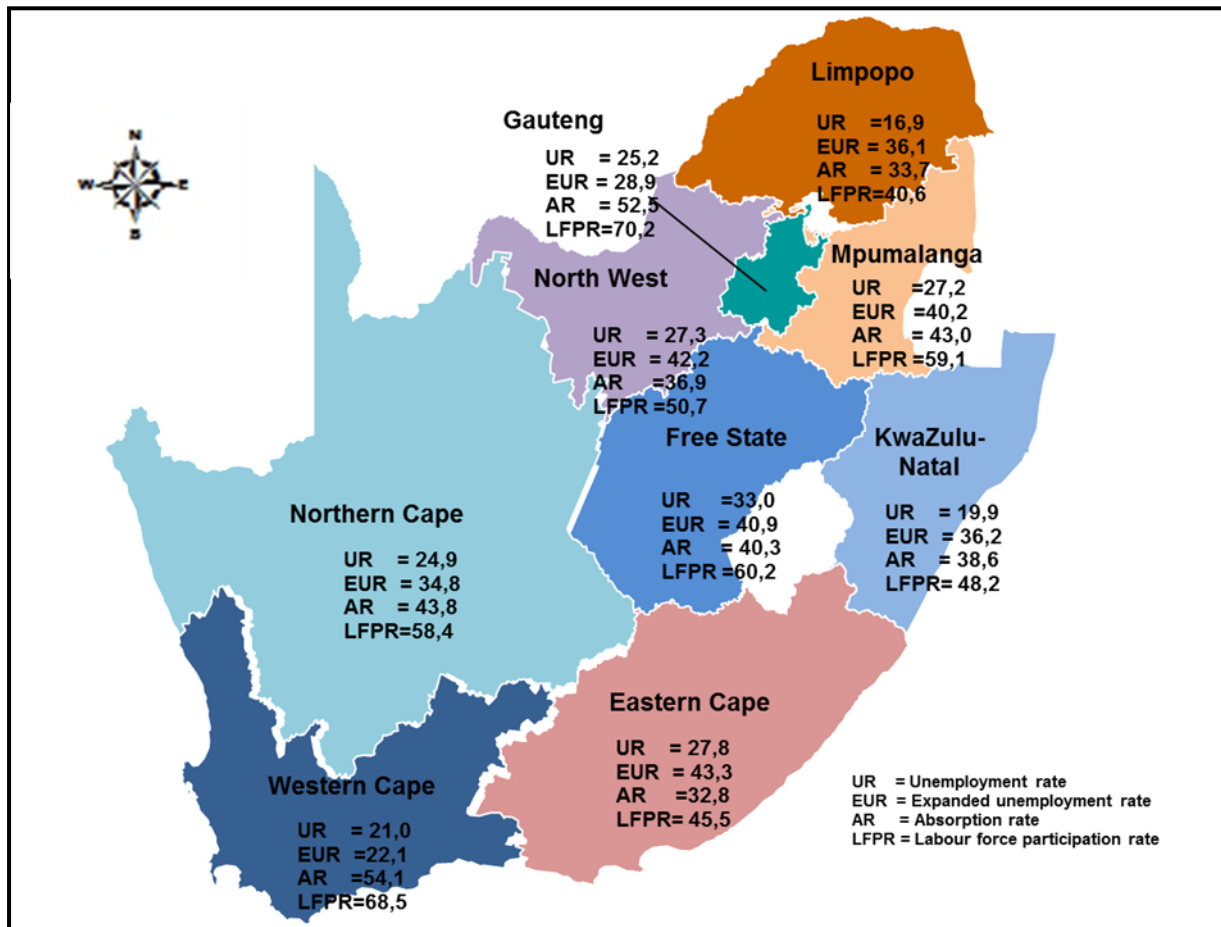 Limpopo
UR =16,9
EUR = 36,1
AR = 33,7
LFPR=40,6
Gauteng
UR = 25,2
EUR = 28,9
AR = 52,5
LFPR=70,2
N
W E
S
Mpumalanga
UR =27,2
EUR =40,2
AR = 43,0
LFPR =59,1
North West
UR = 27,3
EUR = 42,2
AR =36,9
LFPR =50,7
Free State
UR =33,0
EUR = 40,9
AR = 40,3
LFPR =60,2
KwaZulu-
Natal
UR = 19,9
EUR = 36,2
AR = 38,6
LFPR = 48,2
Northern Cape
UR = 24,9
EUR = 34,8
AR = 43,8
LFPR=58,4
Eastern Cape
UR = 27,8
EUR = 43,3
AR =32,8
LFPR= 45,5
Western Cape
UR = 21,0
EUR =22,1
AR =54,1
LFPR=68,5
UR = Unemployment rate
EUR = Expanded unemployment rate
AR = Absorption rate
LFPR = Labour force participation rate